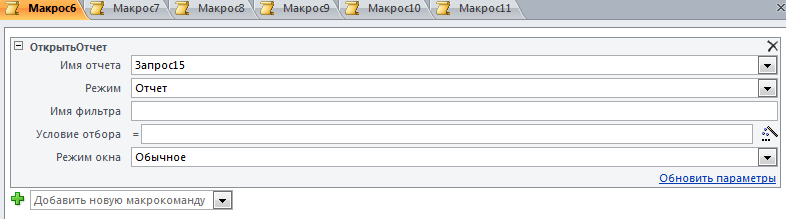 Макрос6 Макрос7 Макрос8 Макрос9 Макрос10 Макрос11
ОткрытьОтчет
Имя отчета Запрос15
Режим Отчет
Имя фильтра
Условие отбора =
Режим окна Обычное
Обновить параметры
Добавить новую макрокоманду